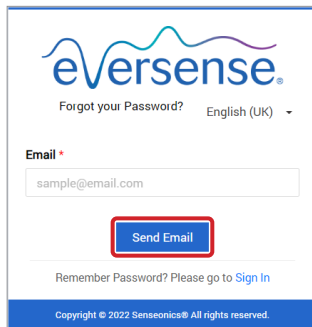 eversense®
Forgot your Password?
English (UK)
Email *
sample@email.com
Send Email
Remember Password? Please go to Sign In
Copyright © 2022 Senseonics® All rights reserved.